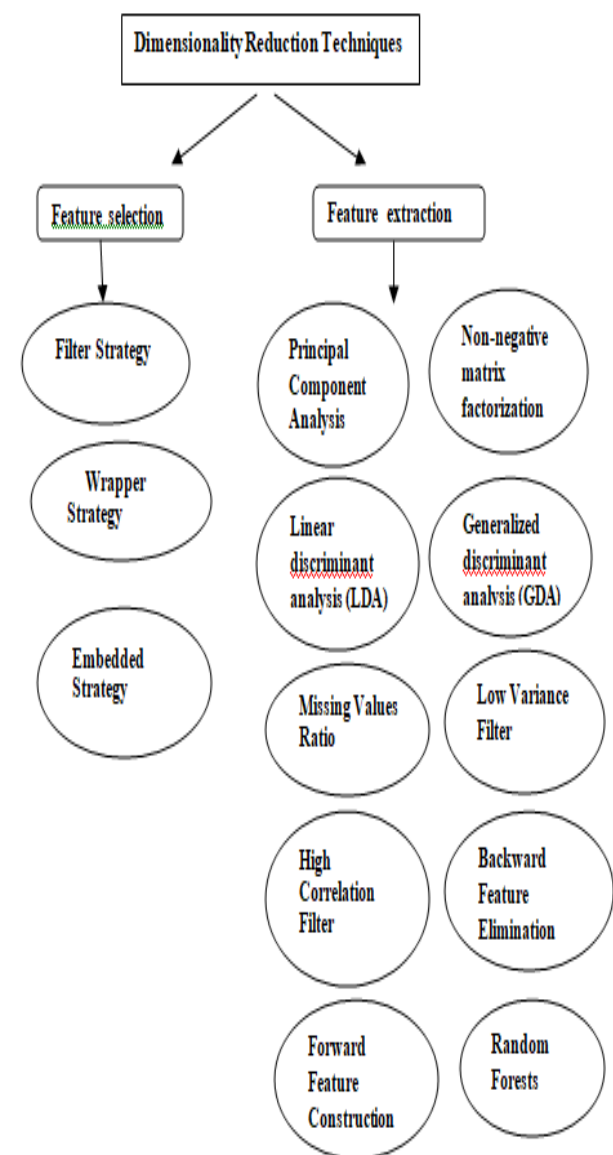 Dimensionality Reduction Techniques
Feature selection
Feature extraction
Filter Strategy
Wrapper
Strategy
Embedded
Strategy
Principal
Component
Analysis
Non-negative
matrix
factorization
Linear
discriminant
analysis (LDA)
Generalized
discriminant
analysis (GDA)
Missing Values
Ratio
Low Variance
Filter
High
Correlation
Filter
Backward
Feature
Elimination
Forward
Feature
Construction
Random
Forests